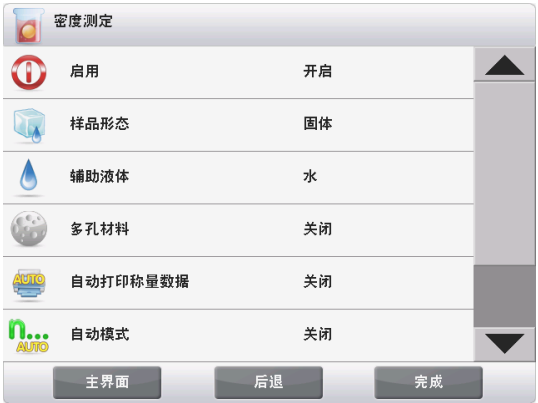 密度测定
启用 开启
样品形态 固体
辅助液体 水
多孔材料 关闭
AUTO 自动打印称量数据 关闭
n... AUTO 自动模式 关闭
主界面 后退 完成